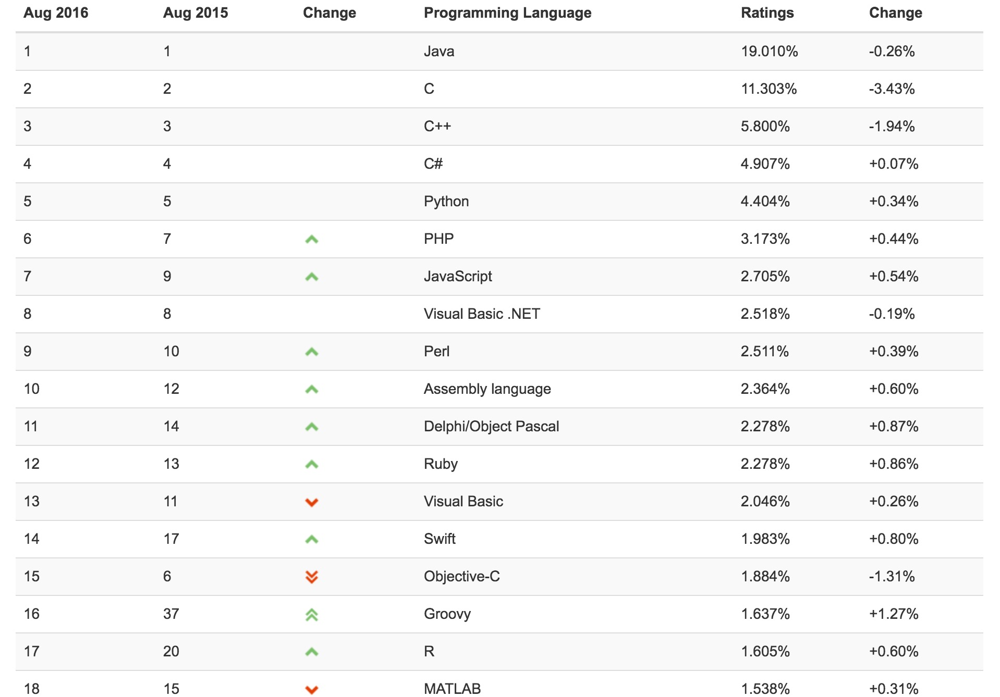 Aug 2016 Aug 2015 Change Programming Language Ratings Change
1 1 Java 19.010% -0.26%
2 2 C 11.303% -3.43%
3 3 C++ 5.800% -1.94%
4 4 C# 4.907% +0.07%
5 5 Python 4.404% +0.34%
6 7 PHP 3.173% +0.44%
7 9 JavaScript 2.705% +0.54%
8 8 Visual Basic .NET 2.518% -0.19%
9 10 Perl 2.511% +0.39%
10 12 Assembly language 2.364% +0.60%
11 14 Delphi/Object Pascal 2.278% +0.87%
12 13 Ruby 2.278% +0.86%
13 11 Visual Basic 2.046% +0.26%
14 17 Swift 1.983% +0.80%
15 6 Objective-C 1.884% -1.31%
16 37 Groovy 1.637% +1.27%
17 20 R 1.605% +0.60%
18 15 MATLAB 1.538% +0.31%